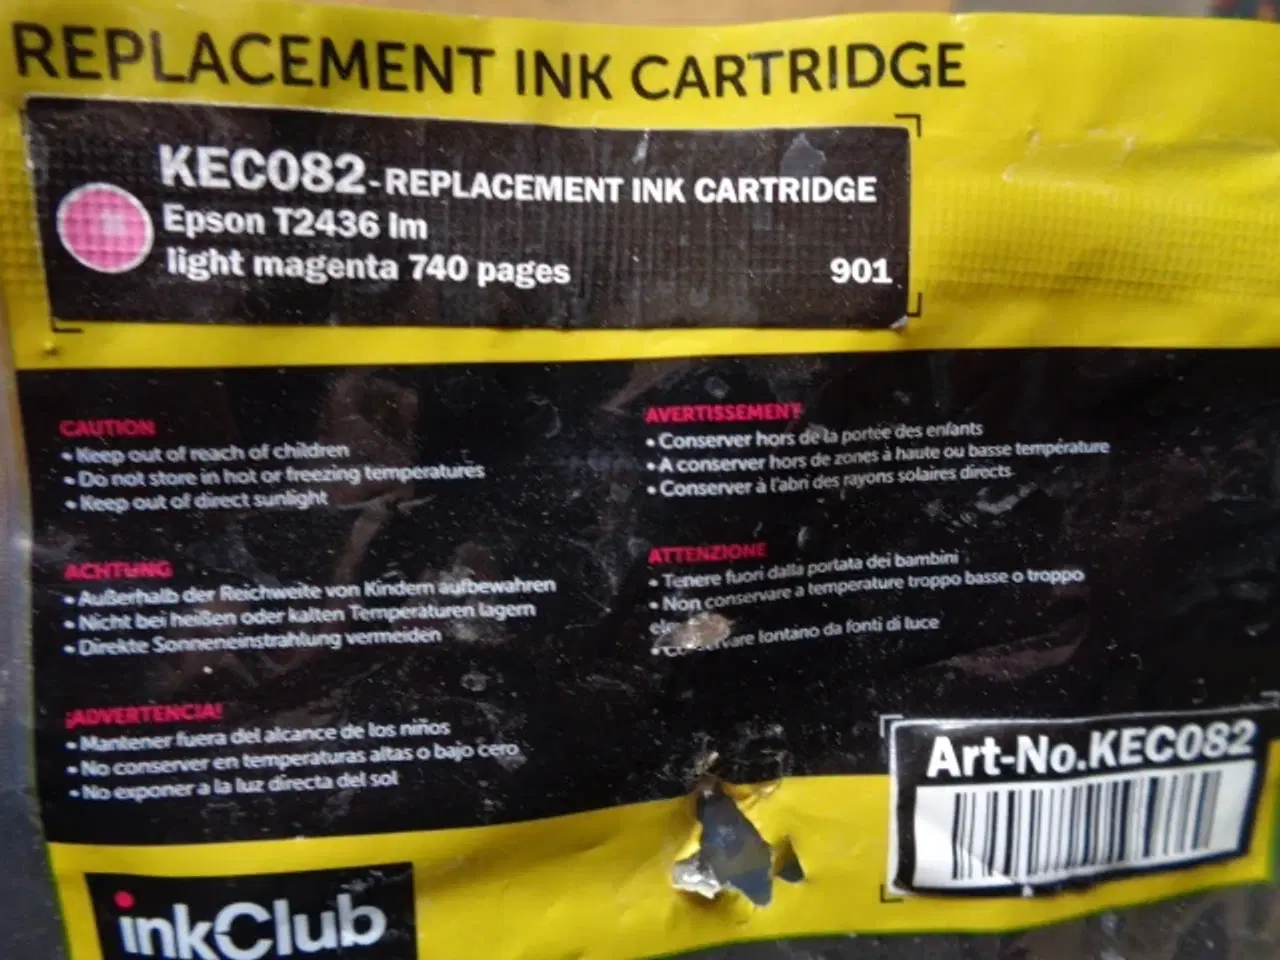 REPLACEMENT INK CARTRIDGE
KEC082-REPLACEMENT INK CARTRIDGE
Epson T2436 lm
light magenta 740 pages 901
CAUTION
• Keep out of reach of children
• Do not store in hot or freezing temperatures
• Keep out of direct sunlight
AVERTISSEMENT
• Conserver hors de la portée des enfants
• A conserver hors de zones à haute ou basse température
• Conserver à l'abri des rayons solaires directs
ACHTUNG
• Außerhalb der Reichweite von Kindern aufbewahren
• Nicht bei heißen oder kalten Temperaturen lagern
• Direkte Sonneneinstrahlung vermeiden
ATTENZIONE
• Tenere fuori dalla portata dei bambini
• Non conservare a temperature troppo basse o troppo
• lontano da fonti di luce
¡ADVERTENCIA!
• Mantener fuera del alcance de los niños
• No conserver en temperaturas altas o bajo cero
• No exponer a la luz directa del sol
Art-No.KEC082
inkClub